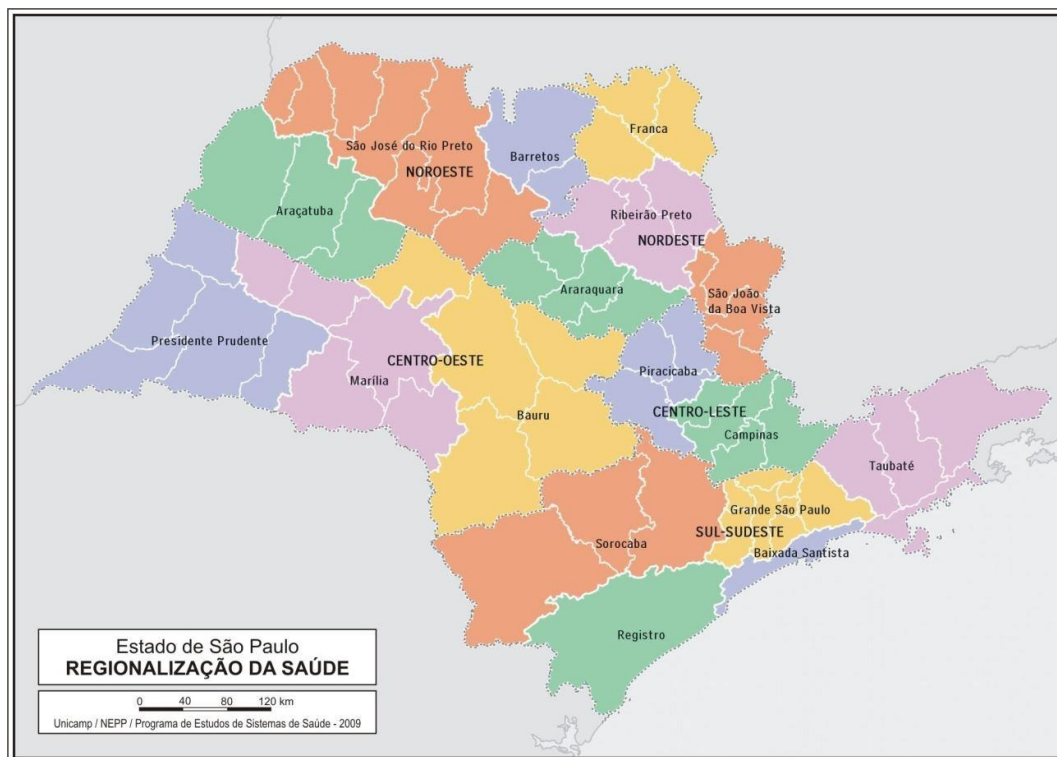 Franca
São José do Rio Preto
Barretos
NOROESTE
Araçatuba
Ribeirão Preto
NORDESTE
Araraquara
São João
da Boa Vista
Presidente Prudente
CENTRO-OESTE
Marília
Piracicaba
CENTRO-LESTE
Bauru
Campinas
Taubaté
Grande São Paulo
SUL-SUDESTE
Sorocaba
Baixada Santista
Registro
Estado de São Paulo
REGIONALIZAÇÃO DA SAÚDE
0 40 80 120 km
Unicamp / NEPP / Programa de Estudos de Sistemas de Saúde - 2009